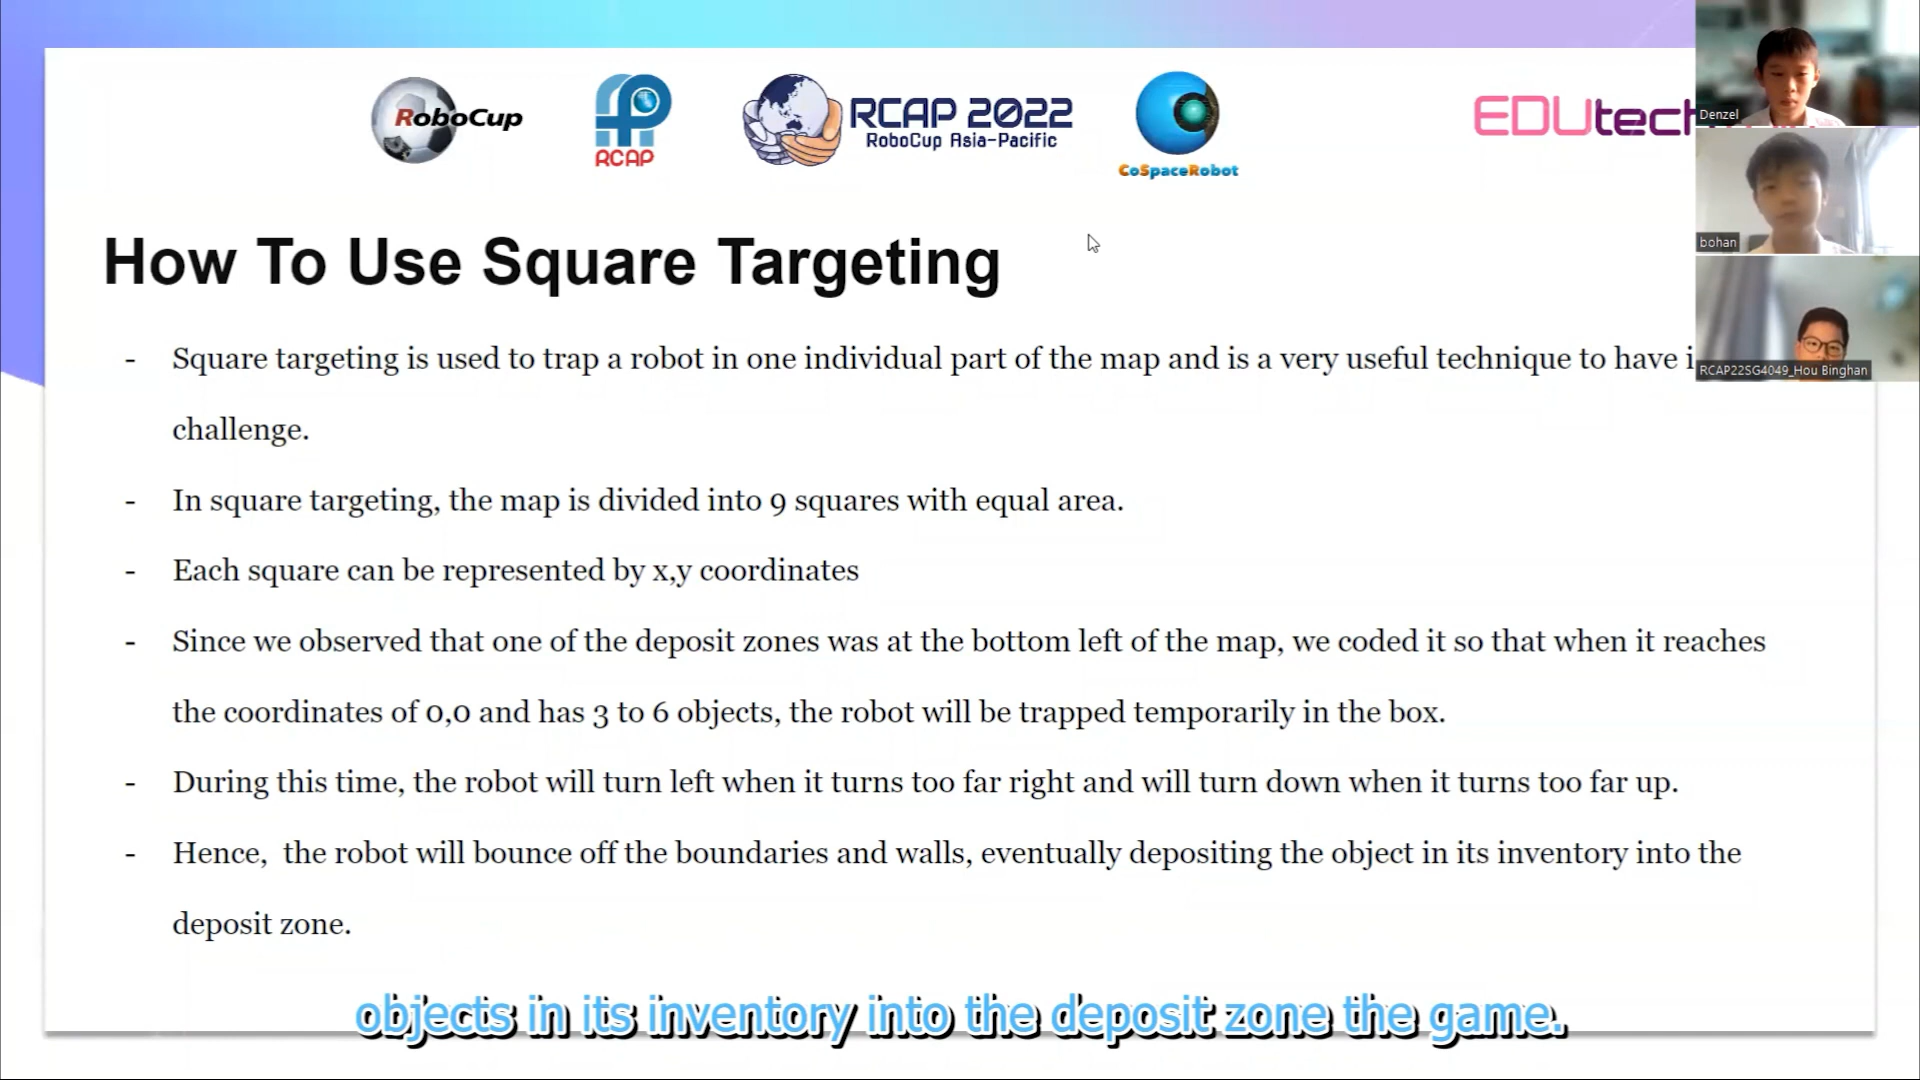 RoboCup
RCAP
RCAP 2022
RoboCup Asia-Pacific
CoSpaceRobot
EDUtech
Denzel
bohan
RCAP22SG4049_Hou Binghan
How To Use Square Targeting
- Square targeting is used to trap a robot in one individual part of the map and is a very useful technique to have
challenge.
- In square targeting, the map is divided into 9 squares with equal area.
- Each square can be represented by x,y coordinates
- Since we observed that one of the deposit zones was at the bottom left of the map, we coded it so that when it reaches
the coordinates of 0,0 and has 3 to 6 objects, the robot will be trapped temporarily in the box.
- During this time, the robot will turn left when it turns too far right and will turn down when it turns too far up.
- Hence, the robot will bounce off the boundaries and walls, eventually depositing the object in its inventory into the
deposit zone.
objects in its inventory into the deposit zone the game.